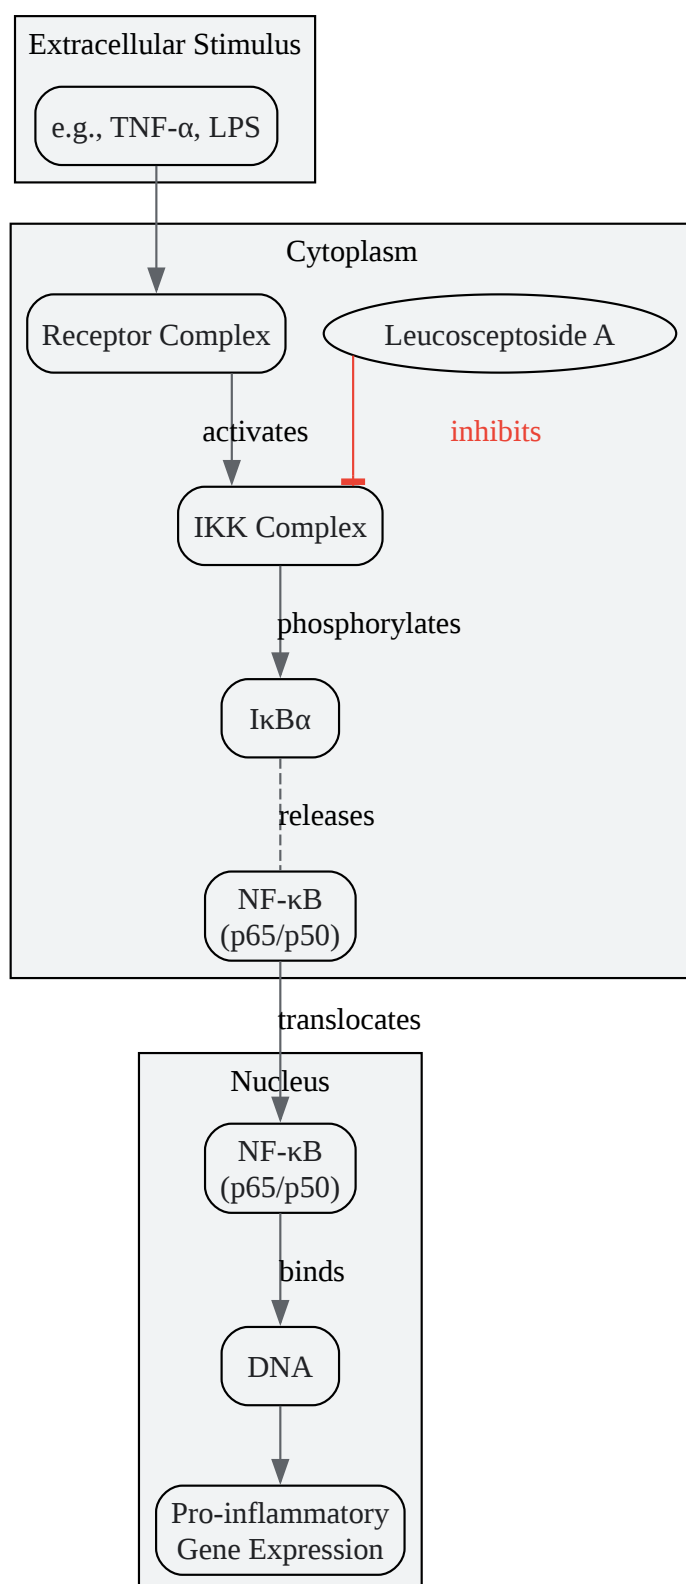 Extracellular Stimulus
e.g., TNF-α, LPS
Cytoplasm
Receptor Complex
Leucosceptoside A
activates
inhibits
IKK Complex
phosphorylates
IκBα
releases
NF-κB
(p65/p50)
translocates
Nucleus
NF-κB
(p65/p50)
binds
DNA
Pro-inflammatory
Gene Expression